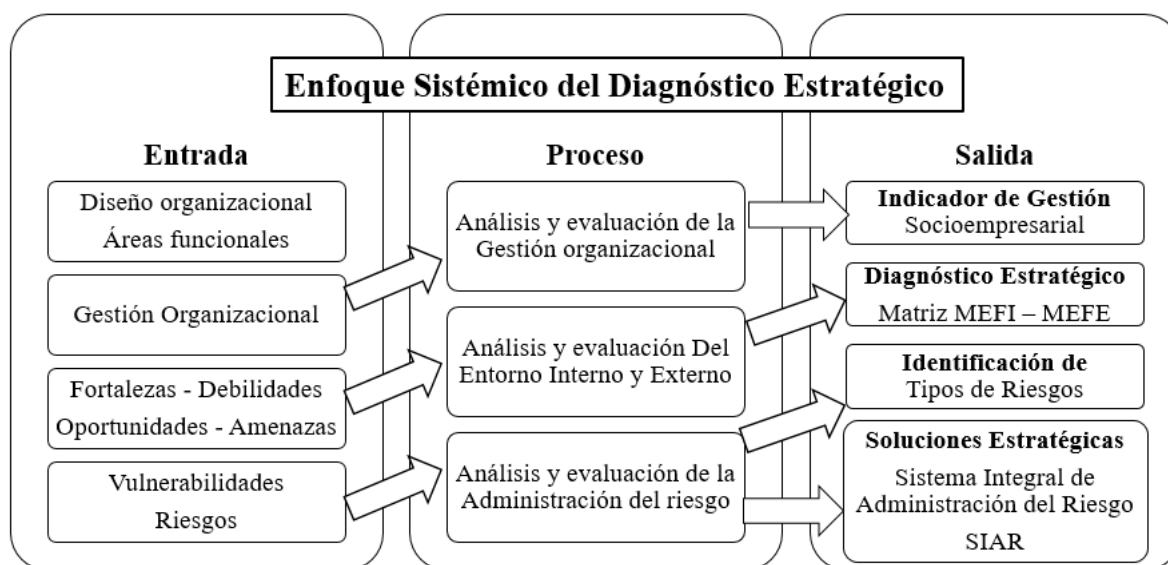 Enfoque Sistémico del Diagnóstico Estratégico
Entrada
Diseño organizacional
Áreas funcionales
Gestión Organizacional
Fortalezas - Debilidades
Oportunidades - Amenazas
Vulnerabilidades
Riesgos
Proceso
Análisis y evaluación de la
Gestión organizacional
Análisis y evaluación Del
Entorno Interno y Externo
Análisis y evaluación de la
Administración del riesgo
Salida
Indicador de Gestión
Socioempresarial
Diagnóstico Estratégico
Matriz MEFI – MEFE
Identificación de
Tipos de Riesgos
Soluciones Estratégicas
Sistema Integral de
Administración del Riesgo
SIAR